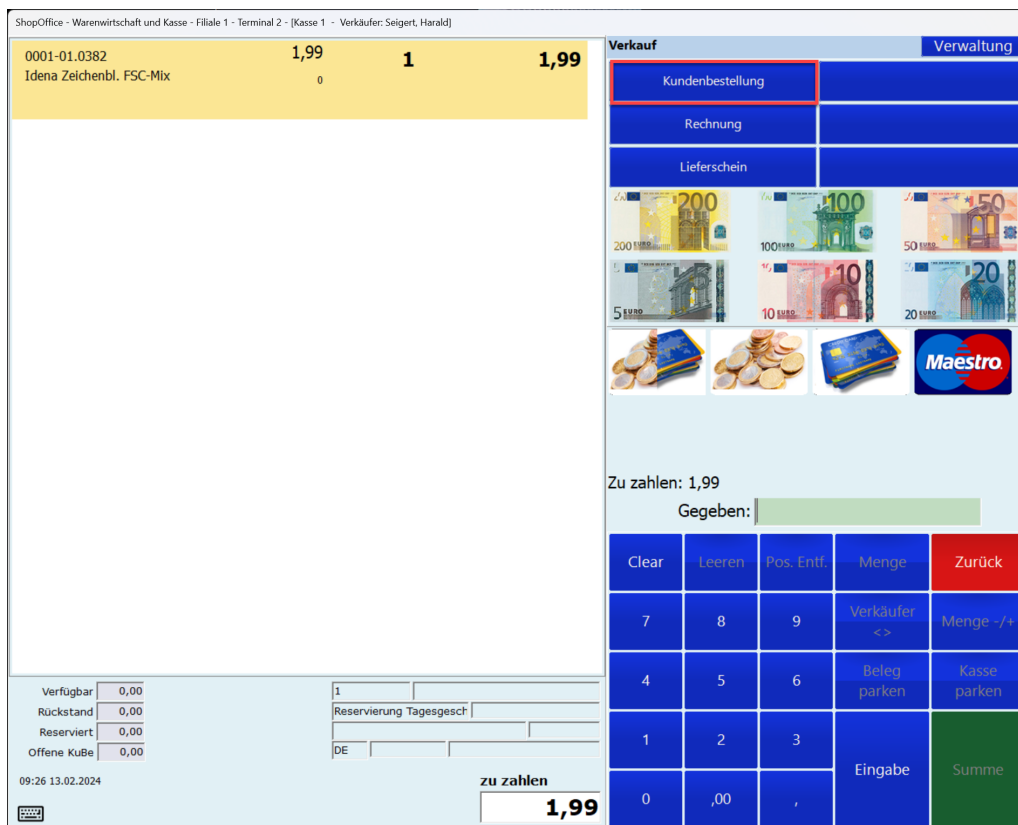 ShopOffice - Warenwirtschaft und Kasse - Filiale 1 - Terminal 2 - [Kasse 1 - Verkäufer: Seigert, Harald]
0001-01.0382 1,99 1 1,99
Idena Zeichenbl. FSC-Mix 0
Verkauf Verwaltung
Kundenbestellung
Rechnung
Lieferschein
200 100 50
200 EURO 100 EURO 50 EURO
10 20
5 EURO 10 EURO 20 EURO
Maestro
Zu zahlen: 1,99
Gegeben:
Clear Leeren Pos. Entf. Menge Zurück
7 8 9 Verkäufer <> Menge -/+
4 5 6 Beleg parken Kasse parken
1 2 3 Eingabe Summe
0 ,00 ,
Verfügbar 0,00 1
Rückstand 0,00 Reservierung Tagesgesch
Reserviert 0,00
Offene KuBe 0,00 DE
09:26 13.02.2024 zu zahlen
1,99